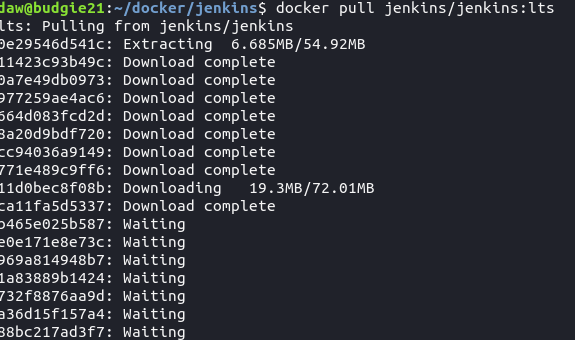 daw@budgie21:~/docker/jenkins$ docker pull jenkins/jenkins:lts
lts: Pulling from jenkins/jenkins
0e29546d541c: Extracting  6.685MB/54.92MB
11423c93b49c: Download complete
0a7e49db0973: Download complete
977259ae4ac6: Download complete
664d083fcd2d: Download complete
8a20d9bdf720: Download complete
cc94036a9149: Download complete
771e489c9ff6: Download complete
11d0bec8f08b: Downloading   19.3MB/72.01MB
ca11fa5d5337: Download complete
b465e025b587: Waiting
e0e171e8e73c: Waiting
969a814948b7: Waiting
1a83889b1424: Waiting
732f8876aa9d: Waiting
a36d15f157a4: Waiting
88bc217ad3f7: Waiting